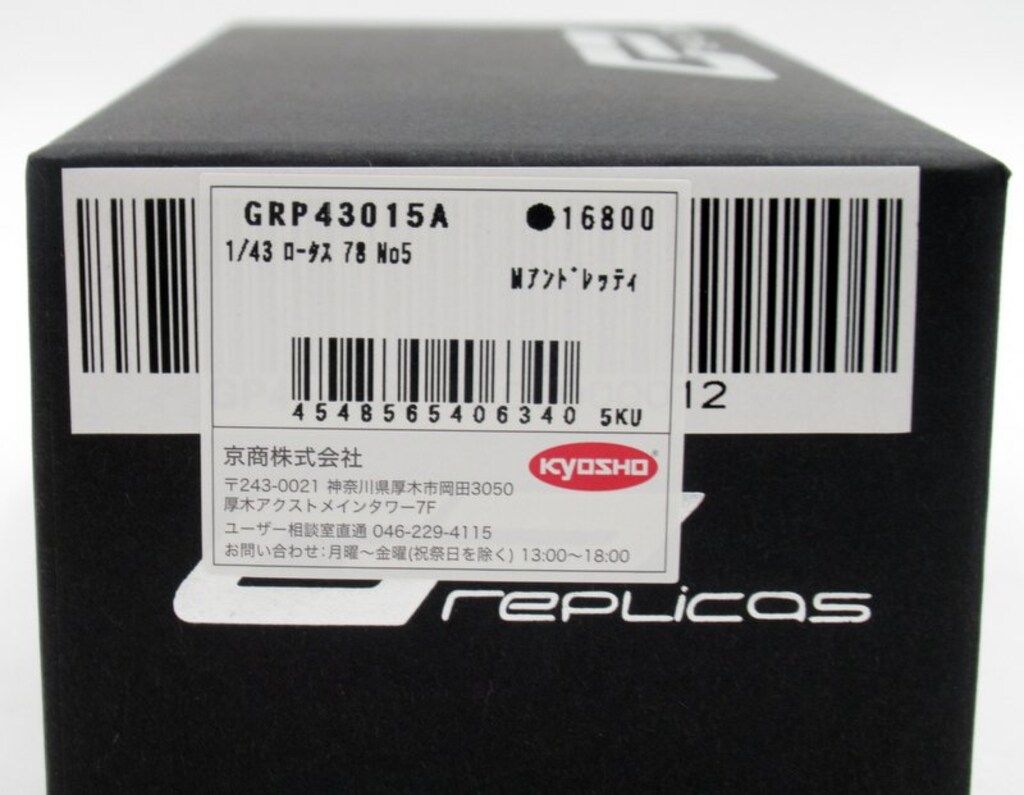 GRP43015A ●16800
1/43 ﾛｰﾀｽ 78 No5
Mｱﾝﾄﾞﾚｯﾃｨ
4548565406340 5KU
12
京商株式会社
KYOSHO®
〒243-0021 神奈川県厚木市岡田3050
厚木アクストメインタワー7F
ユーザー相談室直通 046-229-4115
お問い合わせ:月曜～金曜(祝祭日を除く) 13:00～18:00
replicas